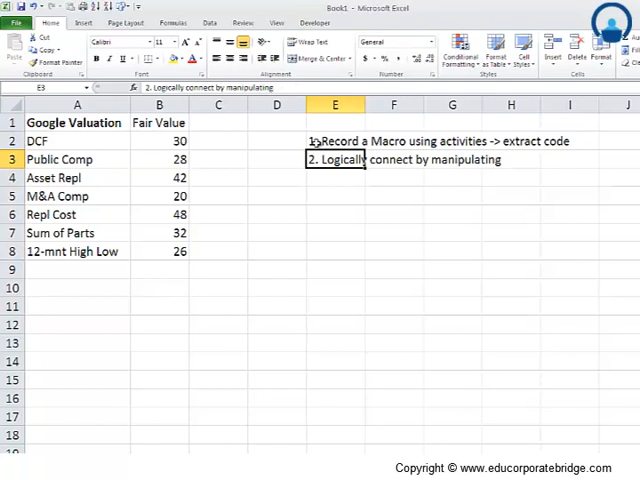 Book1 - Microsoft Excel
File Home Insert Page Layout Formulas Data Review View Developer
Cut
Copy
Paste Format Painter
Clipboard
Calibri 11
B I U
Font
Wrap Text
Merge & Center
Alignment
General
$ % ,
Number
Conditional Formatting Format as Table Cell Styles
Styles
Insert Delete Format
Cells
E3 fx 2. Logically connect by manipulating
A B C D E F G H I J
1 Google Valuation Fair Value
2 DCF 30 1. Record a Macro using activities -> extract code
3 Public Comp 28 2. Logically connect by manipulating
4 Asset Repl 42
5 M&A Comp 20
6 Repl Cost 48
7 Sum of Parts 32
8 12-mnt High Low 26
9
10
11
12
13
14
15
16
17
18
Copyright © www.educorporatebridge.com/